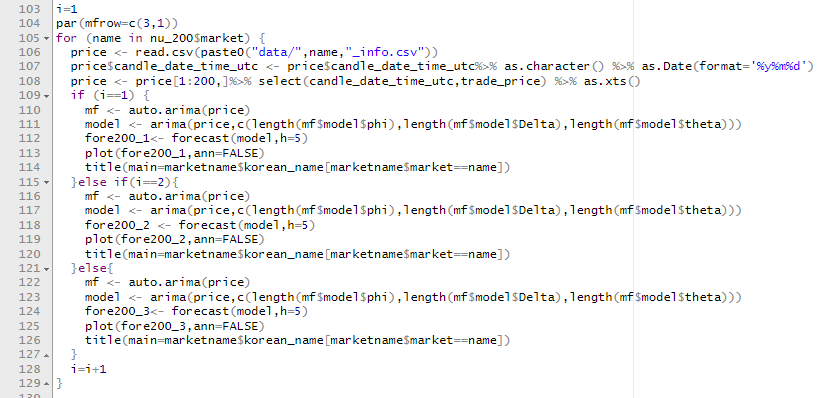 103 i=1
104 par(mfrow=c(3,1))
105 for (name in nu_200$market) {
106   price <- read.csv(paste0("data/",name,"_info.csv"))
107   price$candle_date_time_utc <- price$candle_date_time_utc%>% as.character() %>% as.Date(format='%y%m%d')
108   price <- price[1:200,]%>% select(candle_date_time_utc,trade_price) %>% as.xts()
109   if (i==1) {
110     mf <- auto.arima(price)
111     model <- arima(price,c(length(mf$model$phi),length(mf$model$Delta),length(mf$model$theta)))
112     fore200_1<- forecast(model,h=5)
113     plot(fore200_1,ann=FALSE)
114     title(main=marketname$korean_name[marketname$market==name])
115   }else if(i==2){
116     mf <- auto.arima(price)
117     model <- arima(price,c(length(mf$model$phi),length(mf$model$Delta),length(mf$model$theta)))
118     fore200_2 <- forecast(model,h=5)
119     plot(fore200_2,ann=FALSE)
120     title(main=marketname$korean_name[marketname$market==name])
121   }else{
122     mf <- auto.arima(price)
123     model <- arima(price,c(length(mf$model$phi),length(mf$model$Delta),length(mf$model$theta)))
124     fore200_3<- forecast(model,h=5)
125     plot(fore200_3,ann=FALSE)
126     title(main=marketname$korean_name[marketname$market==name])
127   }
128   i=i+1
129 }